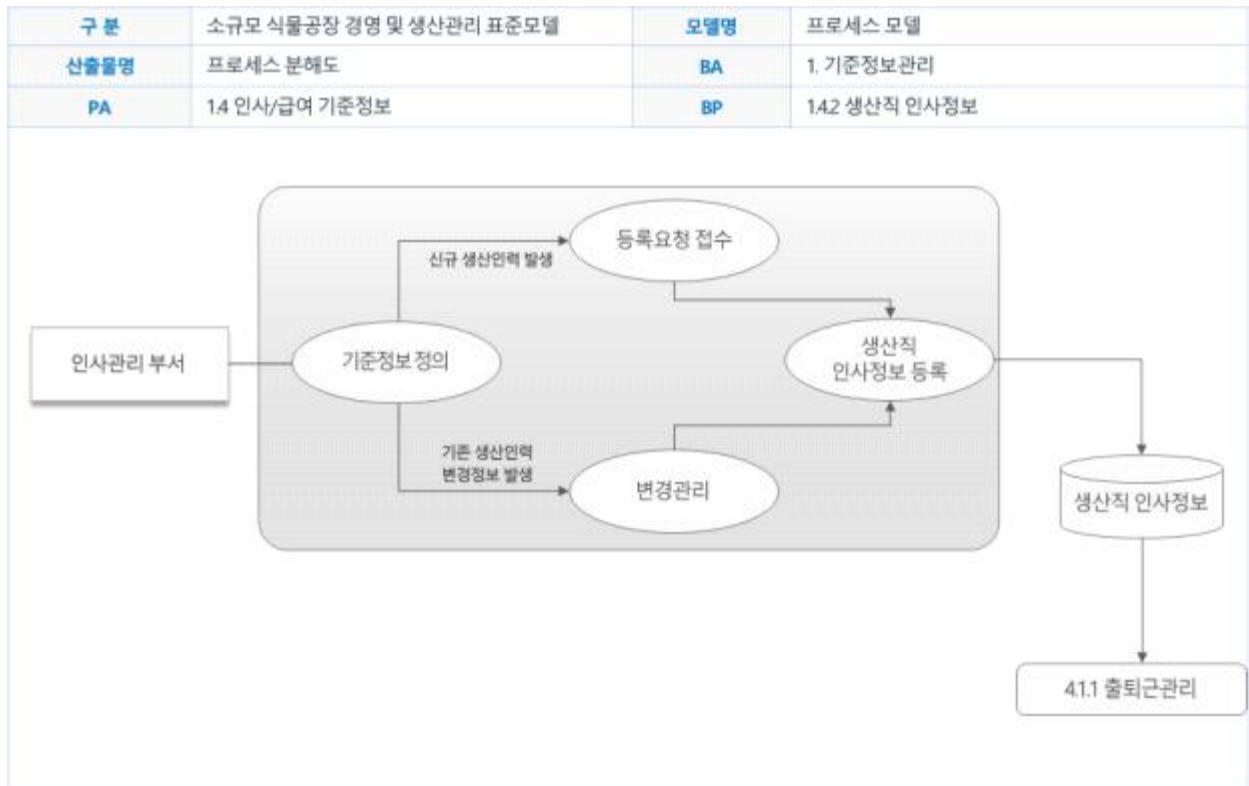 구 분 소규모 식물공장 경영 및 생산관리 표준모델 모델명 프로세스 모델
산출물명 프로세스 분해도 BA 1. 기준정보관리
PA 1.4 인사/급여 기준정보 BP 1.4.2 생산직 인사정보
등록요청 접수
신규 생산인력 발생
인사관리 부서
기준정보 정의
생산직
인사정보 등록
기존 생산인력
변경정보 발생
변경관리
생산직 인사정보
4.1.1 출퇴근관리